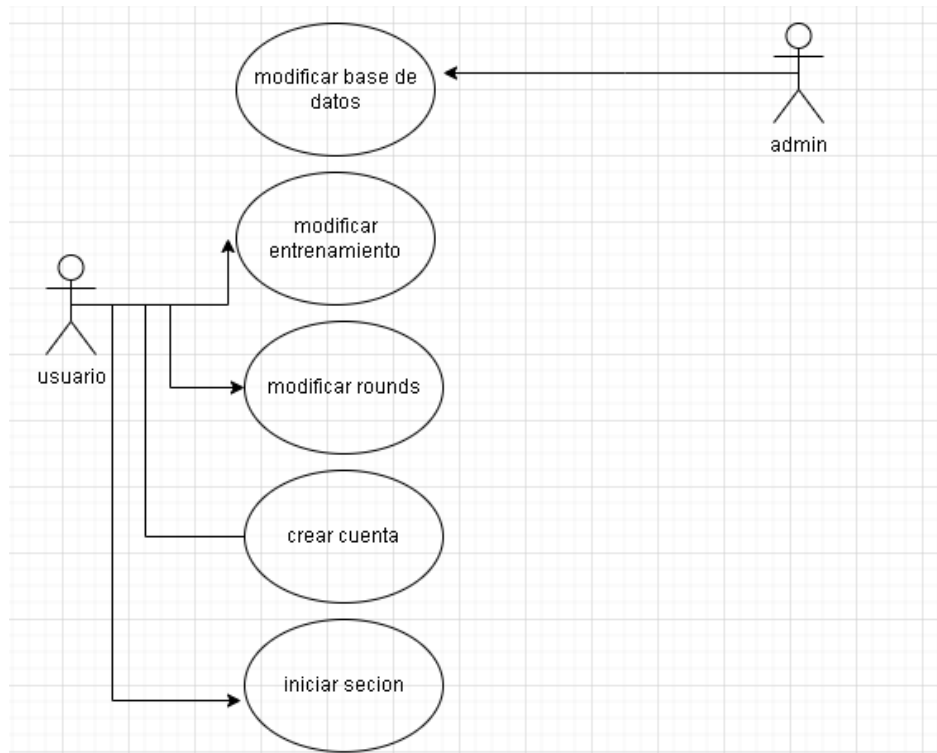 modificar base de
datos
admin
modificar
entrenamiento
usuario
modificar rounds
crear cuenta
iniciar secion